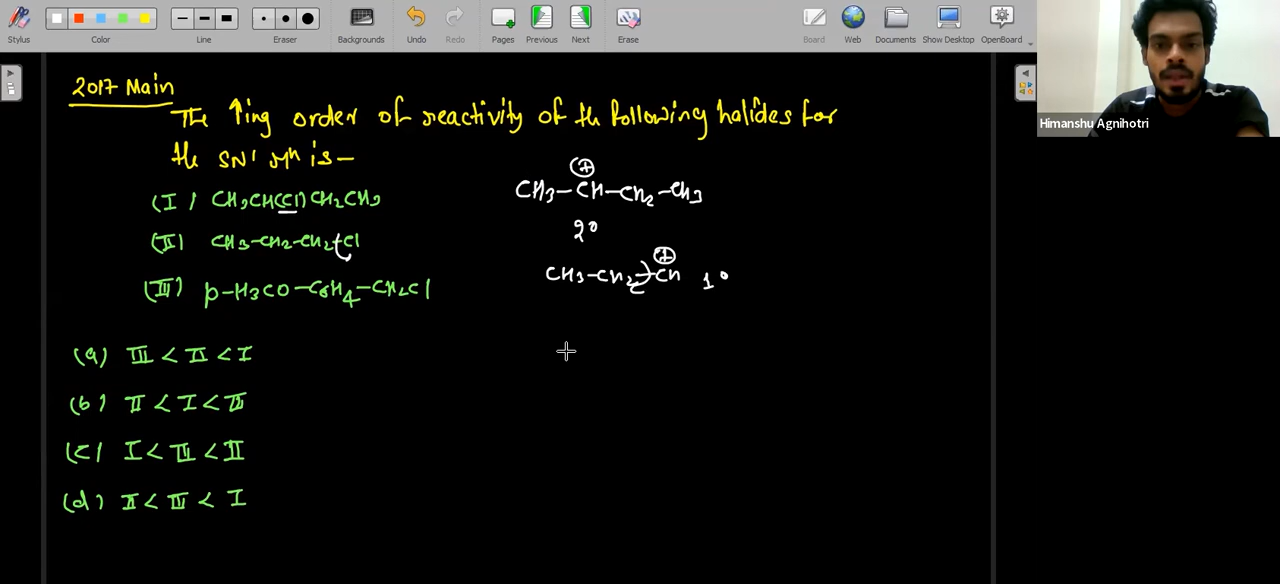 Stylus
Color
Line
Eraser
Backgrounds
Undo
Redo
Pages
Previous
Next
Erase
Board
Web
Documents
Show Desktop
OpenBoard
Himanshu Agnihotri
2017 Main
The ↑ing order of reactivity of the following halides for
the SN¹ rxn is-
(I) CH3CH(Cl)CH2CH3
(II) CH3-CH2-CH2-Cl
(III) p-H3CO-C6H4-CH2Cl
(a) III < II < I
(b) II < I < III
(c) I < III < II
(d) II < III < I
+
CH3-CH-CH2-CH3
2°
+
CH3-CH2-CH 1°